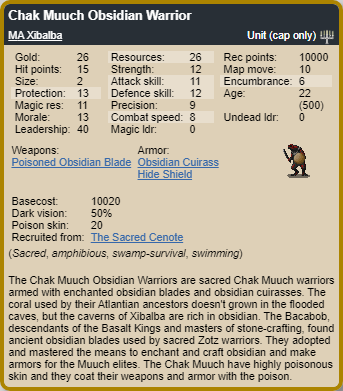 Chak Muuch Obsidian Warrior
MA Xibalba Unit (cap only)
Gold: 26 Resources: 26 Rec points: 10000
Hit points: 15 Strength: 12 Map move: 10
Size: 2 Attack skill: 11 Encumbrance: 6
Protection: 13 Defence skill: 12 Age: 22
Magic res: 11 Precision: 9 (500)
Morale: 13 Combat speed: 8 Undead ldr: 0
Leadership: 40 Magic ldr: 0
Weapons: Armor:
Poisoned Obsidian Blade Obsidian Cuirass
Hide Shield
Basecost: 10020
Dark vision: 50%
Poison skin: 20
Recruited from: The Sacred Cenote
(Sacred, amphibious, swamp-survival, swimming)
The Chak Muuch Obsidian Warriors are sacred Chak Muuch warriors
armed with enchanted obsidian blades and obsidian cuirasses. The
coral used by their Atlantian ancestors doesn't grown in the flooded
caves, but the caverns of Xibalba are rich in obsidian. The Bacabob,
descendants of the Basalt Kings and masters of stone-crafting, found
ancient obsidian blades used by sacred Zotz warriors. They adopted
and mastered the means to enchant and craft obsidian and make
armors for the Muuch elites. The Chak Muuch have highly poisonous
skin and they coat their weapons and armor with the poison.